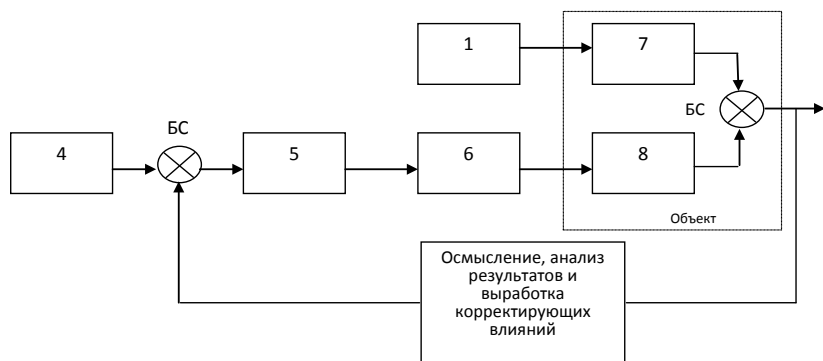 1
7
БС
БС
4
5
6
8
Объект
Осмысление, анализ
результатов и
выработка
корректирующих
влияний